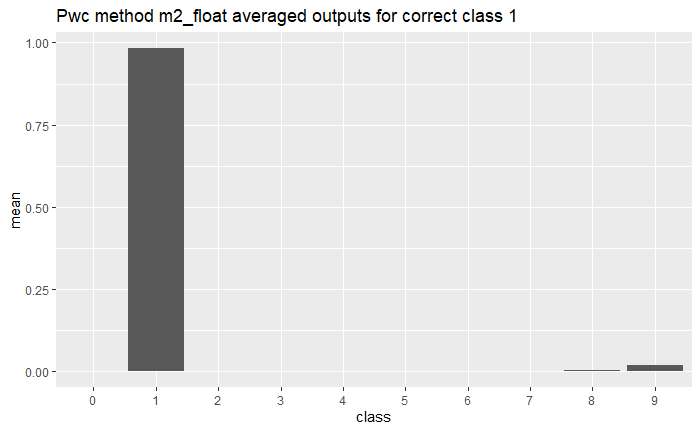 Pwc method m2_float averaged outputs for correct class 1
1.00
0.75
0.50
0.25
0.00
mean
0 1 2 3 4 5 6 7 8 9
class